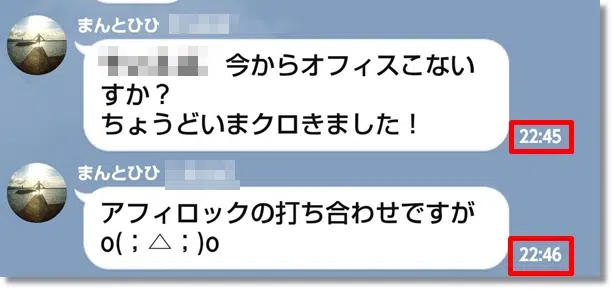 まんとひひ
今からオフィスこない
すか？
ちょうどいまクロきました！
22:45
まんとひひ
アフィロックの打ち合わせですが
o(；△；)o
22:46